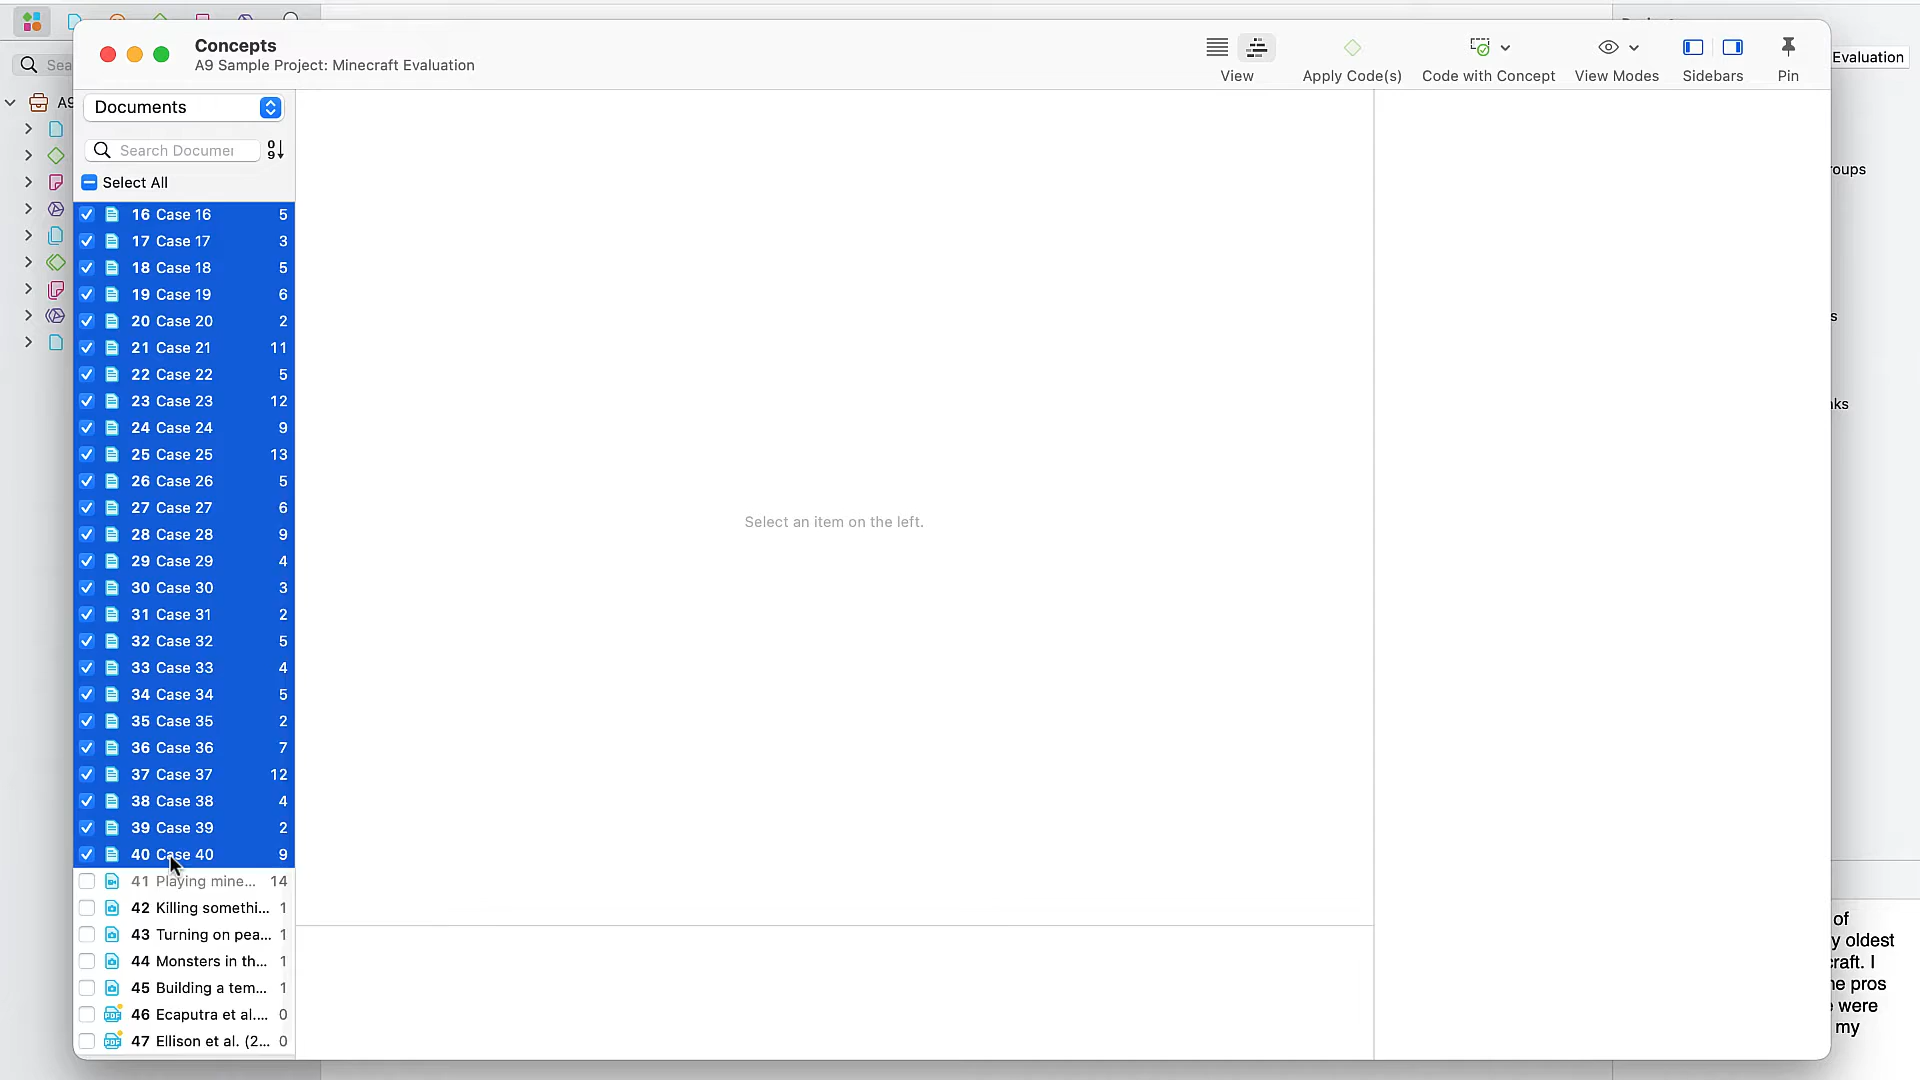 Concepts
A9 Sample Project: Minecraft Evaluation
View
Apply Code(s)
Code with Concept
View Modes
Sidebars
Pin
Evaluation
Sea
A9
Documents
Search Documen
0
9
Select All
16 Case 16 5
17 Case 17 3
18 Case 18 5
19 Case 19 6
20 Case 20 2
21 Case 21 11
22 Case 22 5
23 Case 23 12
24 Case 24 9
25 Case 25 13
26 Case 26 5
27 Case 27 6
28 Case 28 9
29 Case 29 4
30 Case 30 3
31 Case 31 2
32 Case 32 5
33 Case 33 4
34 Case 34 5
35 Case 35 2
36 Case 36 7
37 Case 37 12
38 Case 38 4
39 Case 39 2
40 Case 40 9
41 Playing mine... 14
42 Killing somethi... 1
43 Turning on pea... 1
44 Monsters in th... 1
45 Building a tem... 1
46 Ecaputra et al.... 0
47 Ellison et al. (2... 0
Select an item on the left.
oups
s
ks
of
y oldest
craft. I
e pros
were
my